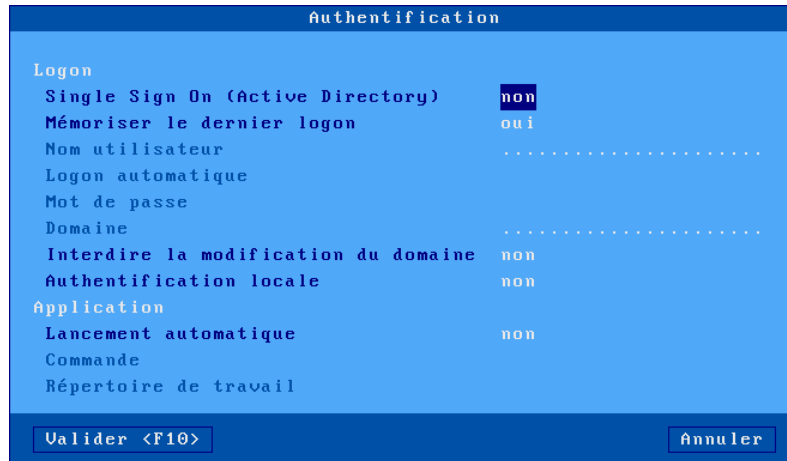 Authentification
Logon
Single Sign On (Active Directory) non
Mémoriser le dernier logon oui
Nom utilisateur ......................
Logon automatique
Mot de passe
Domaine ......................
Interdire la modification du domaine non
Authentification locale non
Application
Lancement automatique non
Commande
Répertoire de travail
Valider <F10> Annuler